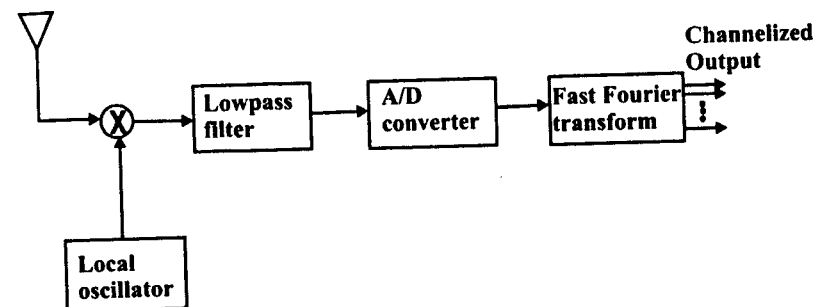 Channelized
Output
X
Lowpass
filter
A/D
converter
Fast Fourier
transform
Local
oscillator